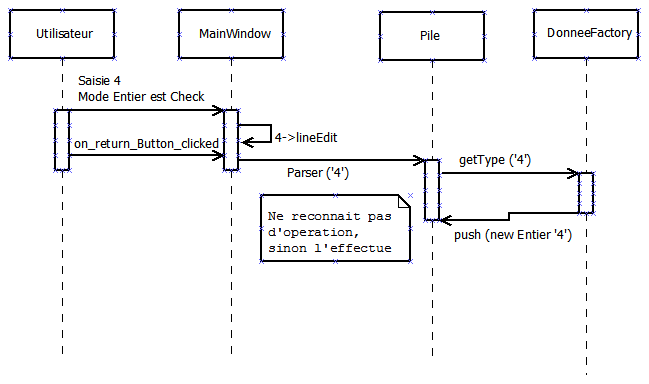 Utilisateur
MainWindow
Pile
DonneeFactory
Saisie 4
Mode Entier est Check
on_return_Button_clicked
4->lineEdit
Parser ('4')
getType ('4')
push (new Entier '4')
Ne reconnait pas
d'operation,
sinon l'effectue